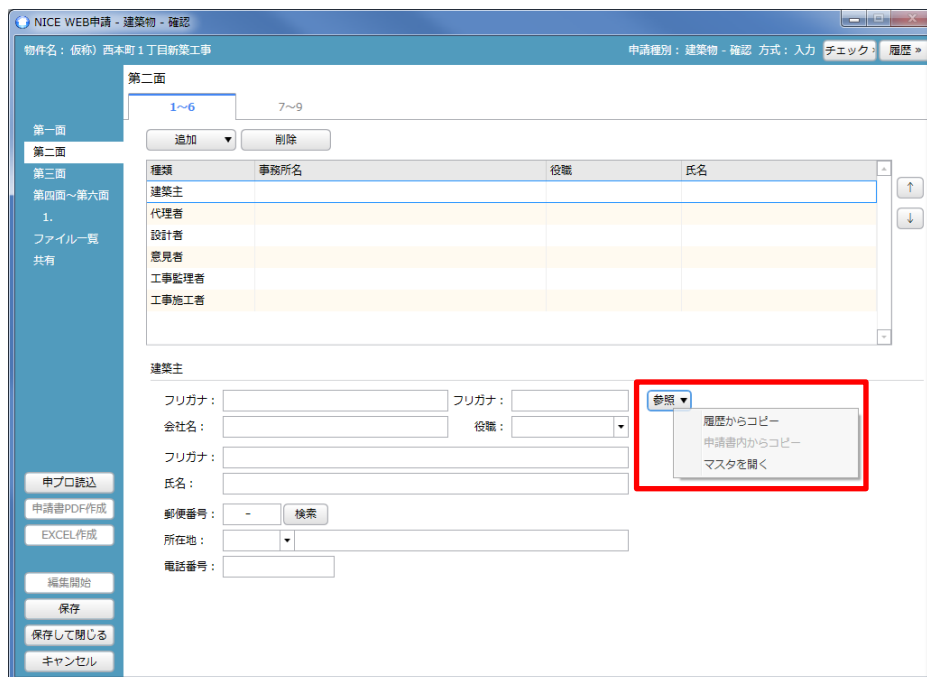 NICE WEB申請 - 建築物 - 確認
物件名： 仮称）西本町１丁目新築工事
申請種別： 建築物 - 確認 方式： 入力 チェック» 履歴 »
第二面
1～6 7～9
追加 ▼ 削除
第一面
第二面
第三面
第四面～第六面
1.
ファイル一覧
共有
種類 事務所名 役職 氏名
建築主
代理者
設計者
意見者
工事監理者
工事施工者
↑
↓
建築主
フリガナ： フリガナ： 参照 ▼
会社名： 役職：
フリガナ：
氏名：
郵便番号： - 検索
所在地：
電話番号：
履歴からコピー
申請書内からコピー
マスタを開く
申プロ読込
申請書PDF作成
EXCEL作成
編集開始
保存
保存して閉じる
キャンセル